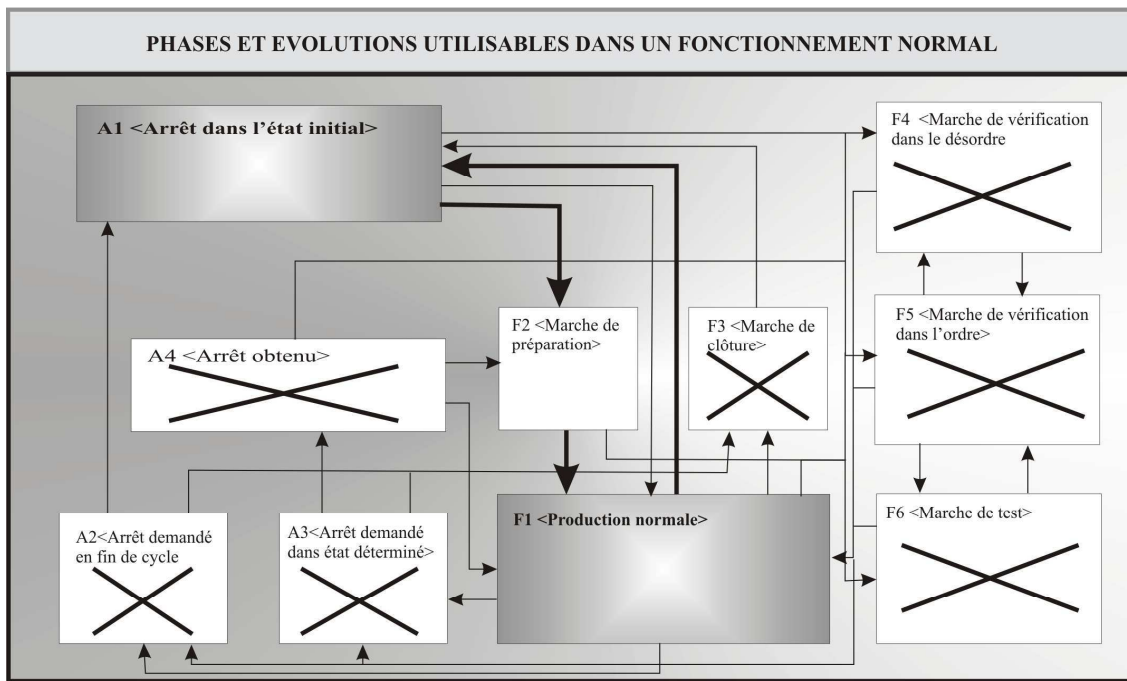 PHASES ET EVOLUTIONS UTILISABLES DANS UN FONCTIONNEMENT NORMAL
A1 <Arrêt dans l’état initial>
F4 <Marche de vérification
dans le désordre
F2 <Marche de
préparation>
F3 <Marche de
clôture>
F5 <Marche de vérification
dans l’ordre>
A4 <Arrêt obtenu>
A2<Arrêt demandé
en fin de cycle
A3<Arrêt demandé
dans état déterminé>
F1 <Production normale>
F6 <Marche de test>